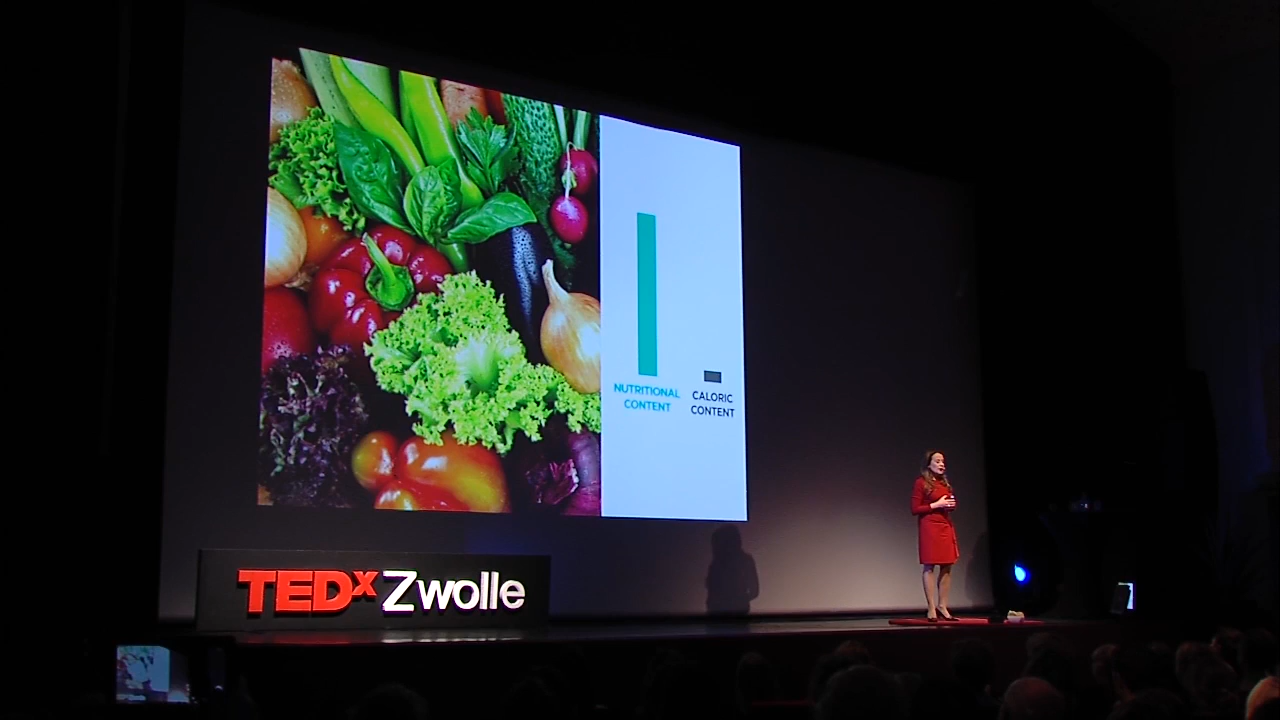 NUTRITIONAL
CONTENT
CALORIC
CONTENT
TEDx Zwolle